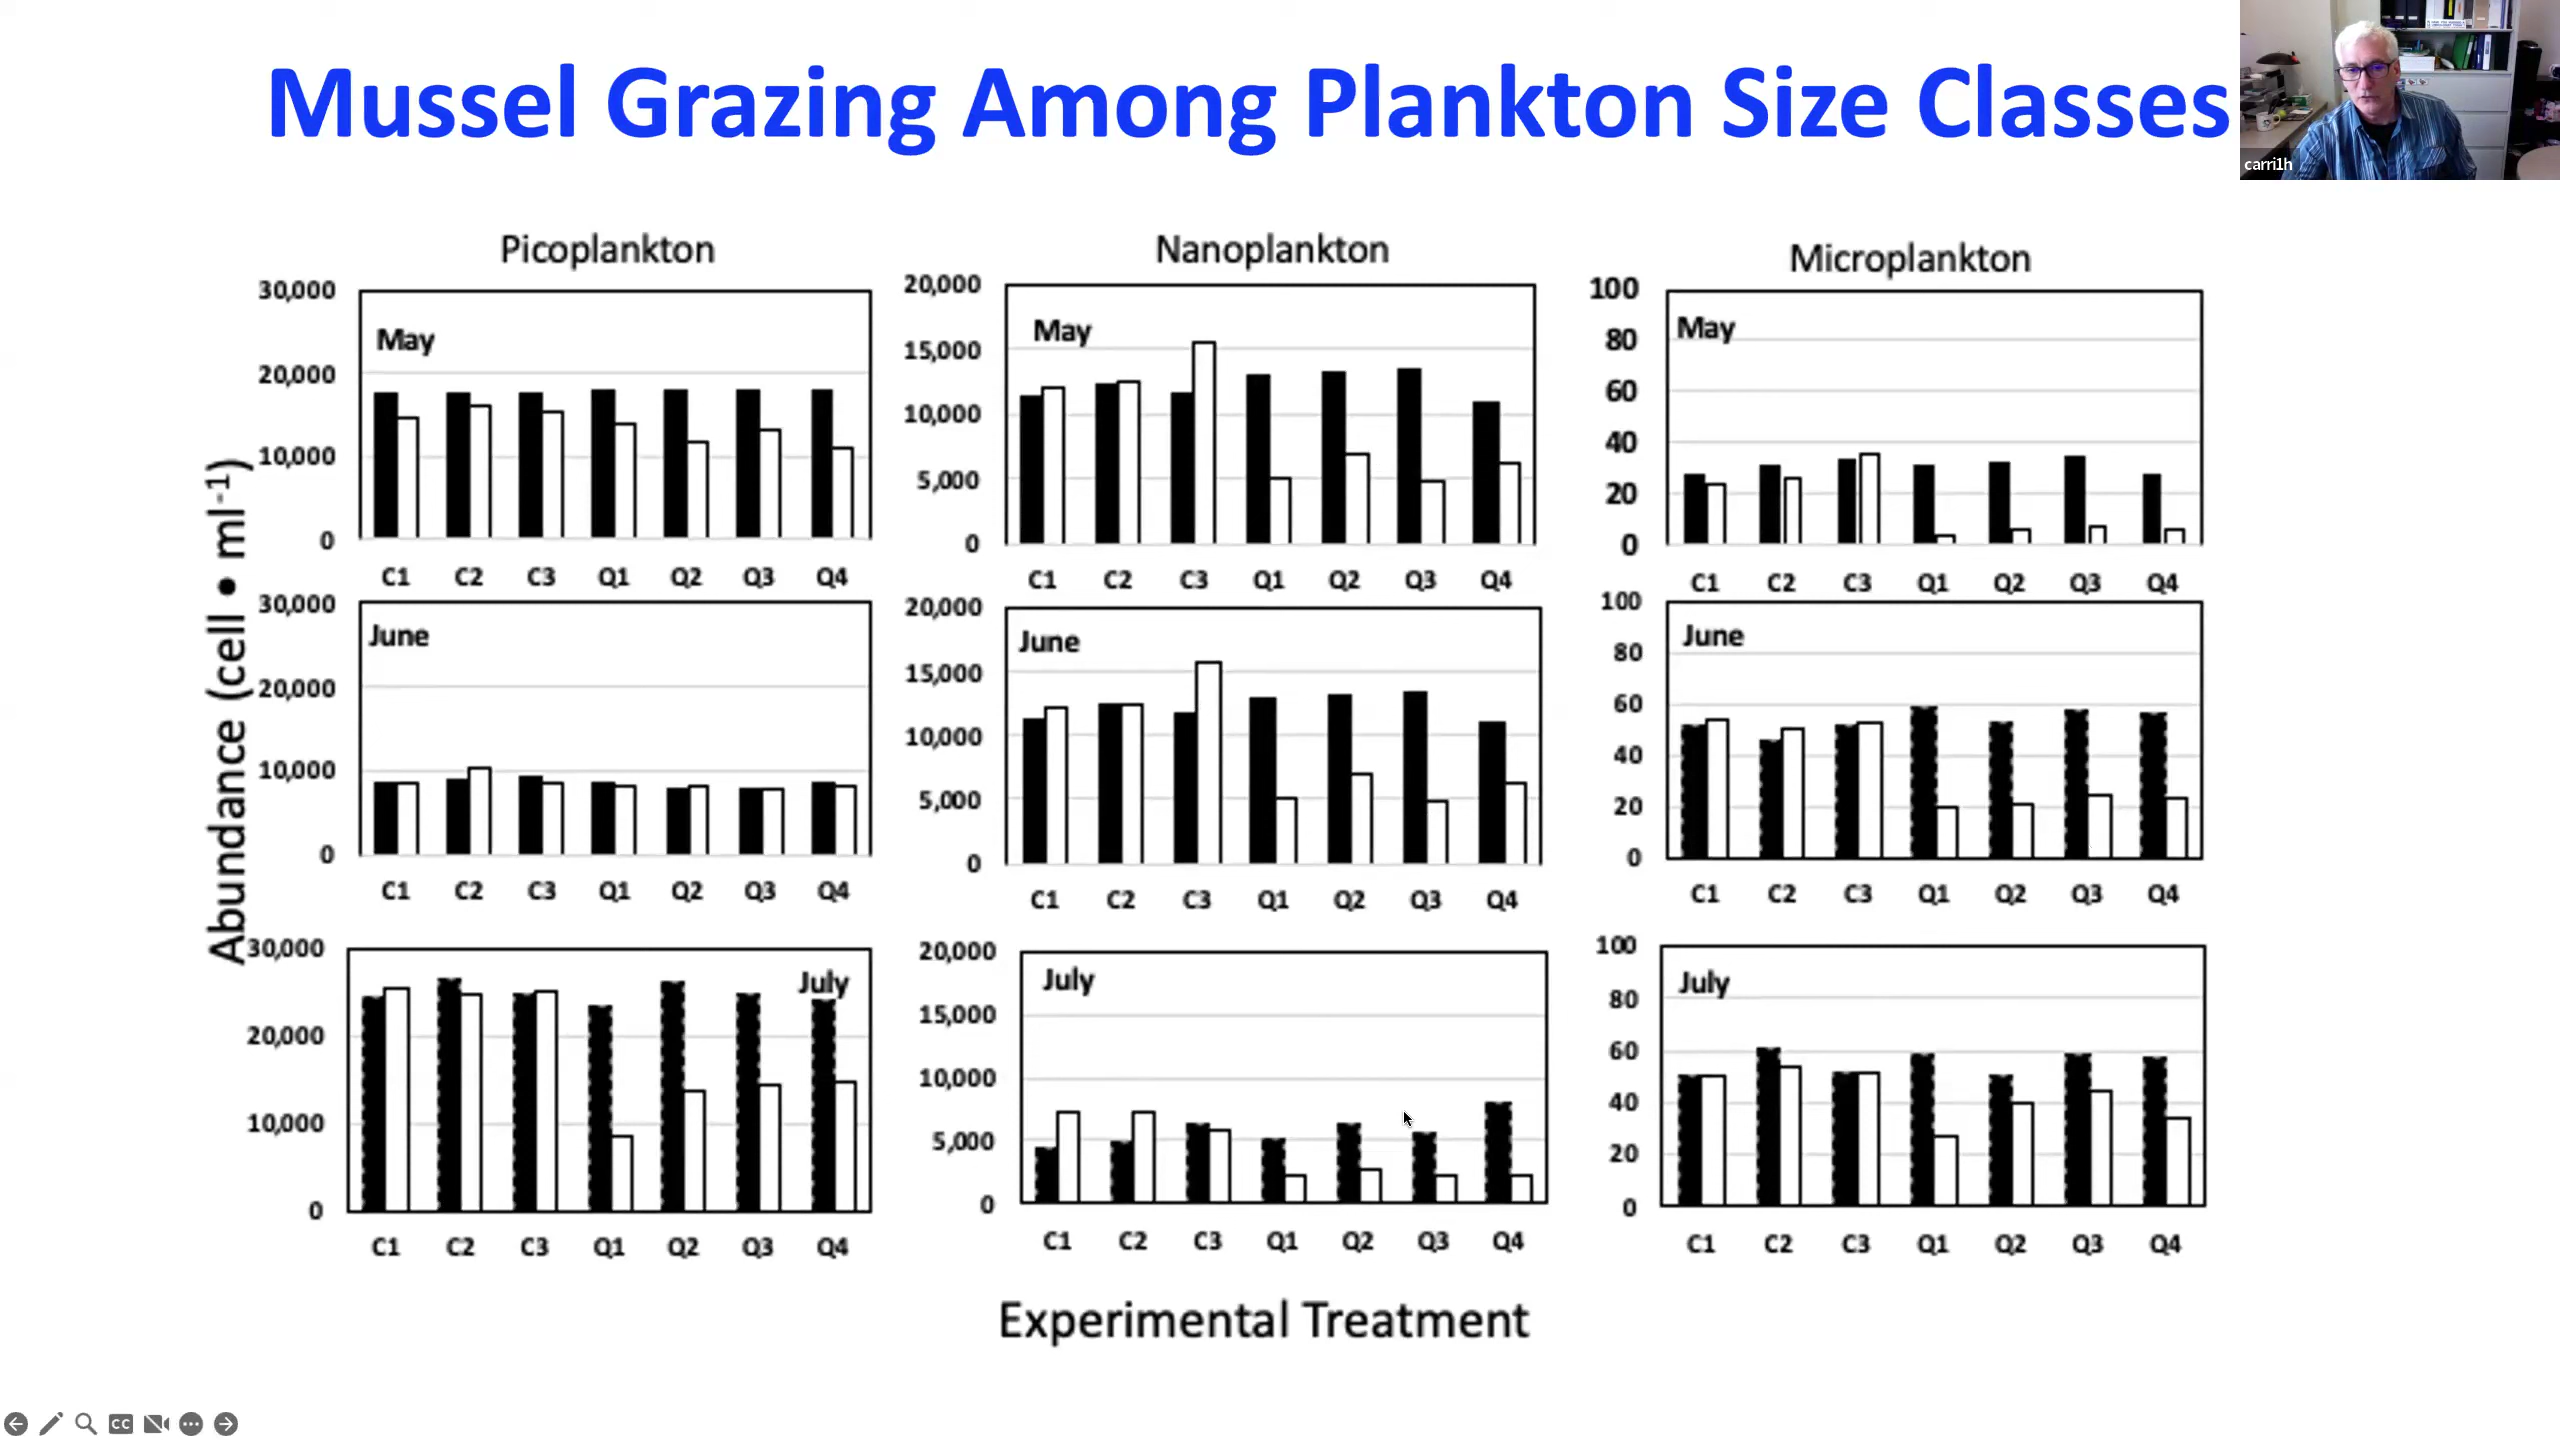 Mussel Grazing Among Plankton Size Classes
carri1h
Abundance (cell • ml-1)
Picoplankton
30,000
20,000
10,000
0
May
C1 C2 C3 Q1 Q2 Q3 Q4
Nanoplankton
20,000
15,000
10,000
5,000
0
May
C1 C2 C3 Q1 Q2 Q3 Q4
Microplankton
100
80
60
40
20
0
May
C1 C2 C3 Q1 Q2 Q3 Q4
30,000
20,000
10,000
0
June
C1 C2 C3 Q1 Q2 Q3 Q4
20,000
15,000
10,000
5,000
0
June
C1 C2 C3 Q1 Q2 Q3 Q4
100
80
60
40
20
0
June
C1 C2 C3 Q1 Q2 Q3 Q4
30,000
20,000
10,000
0
July
C1 C2 C3 Q1 Q2 Q3 Q4
20,000
15,000
10,000
5,000
0
July
C1 C2 C3 Q1 Q2 Q3 Q4
100
80
60
40
20
0
July
C1 C2 C3 Q1 Q2 Q3 Q4
Experimental Treatment
CC